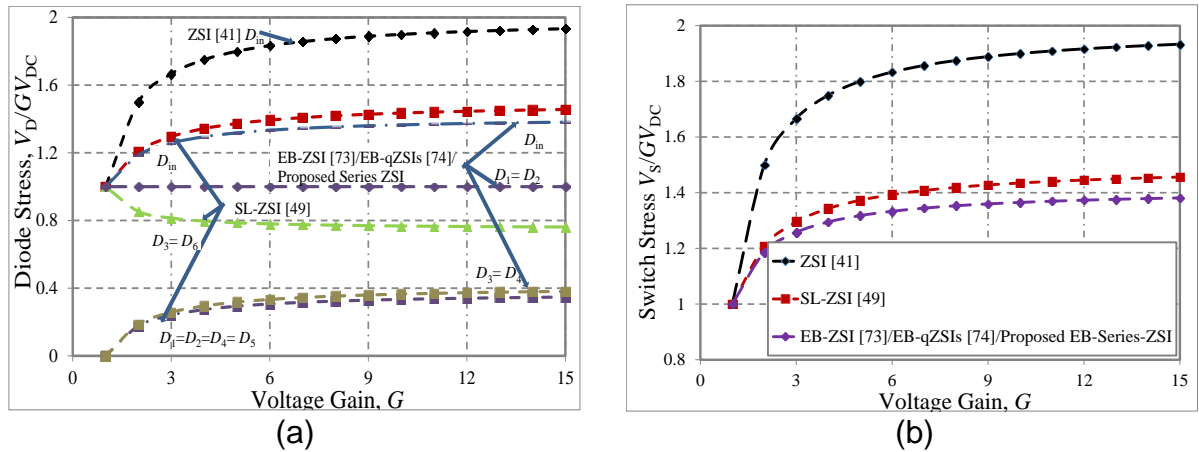 2
1.6
1.2
0.8
0.4
0
0
3
6
9
12
15
Diode Stress, V_D/GV_DC
Voltage Gain, G
ZSI [41] D_in
D_in
D_in
EB-ZSI [73]/EB-qZSIs [74]/
Proposed Series ZSI
D_1= D_2
SL-ZSI [49]
D_3= D_6
D_3= D_4
D_1=D_2=D_4= D_5
(a)
2
1.8
1.6
1.4
1.2
1
0.8
0
3
6
9
12
15
Switch Stress V_S/GV_DC
Voltage Gain, G
ZSI [41]
SL-ZSI [49]
EB-ZSI [73]/EB-qZSIs [74]/Proposed EB-Series-ZSI
(b)